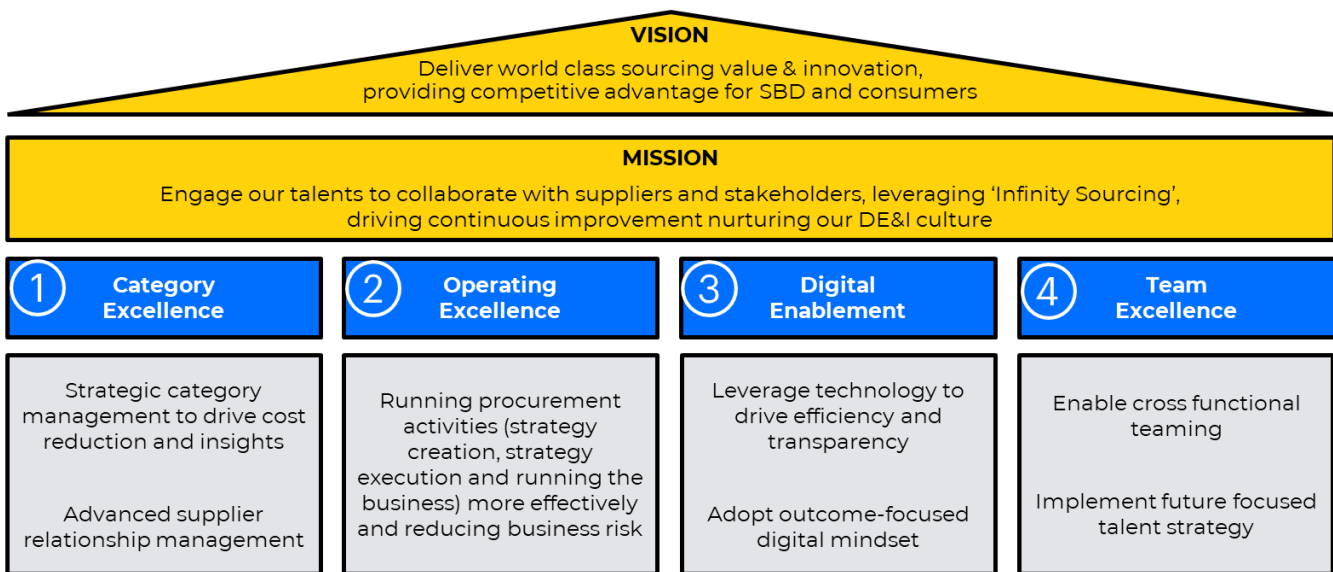 VISION
Deliver world class sourcing value & innovation,
providing competitive advantage for SBD and consumers
MISSION
Engage our talents to collaborate with suppliers and stakeholders, leveraging ‘Infinity Sourcing’,
driving continuous improvement nurturing our DE&I culture
1
Category
Excellence
Strategic category
management to drive cost
reduction and insights
Advanced supplier
relationship management
2
Operating
Excellence
Running procurement
activities (strategy
creation, strategy
execution and running the
business) more effectively
and reducing business risk
3
Digital
Enablement
Leverage technology to
drive efficiency and
transparency
Adopt outcome-focused
digital mindset
4
Team
Excellence
Enable cross functional
teaming
Implement future focused
talent strategy